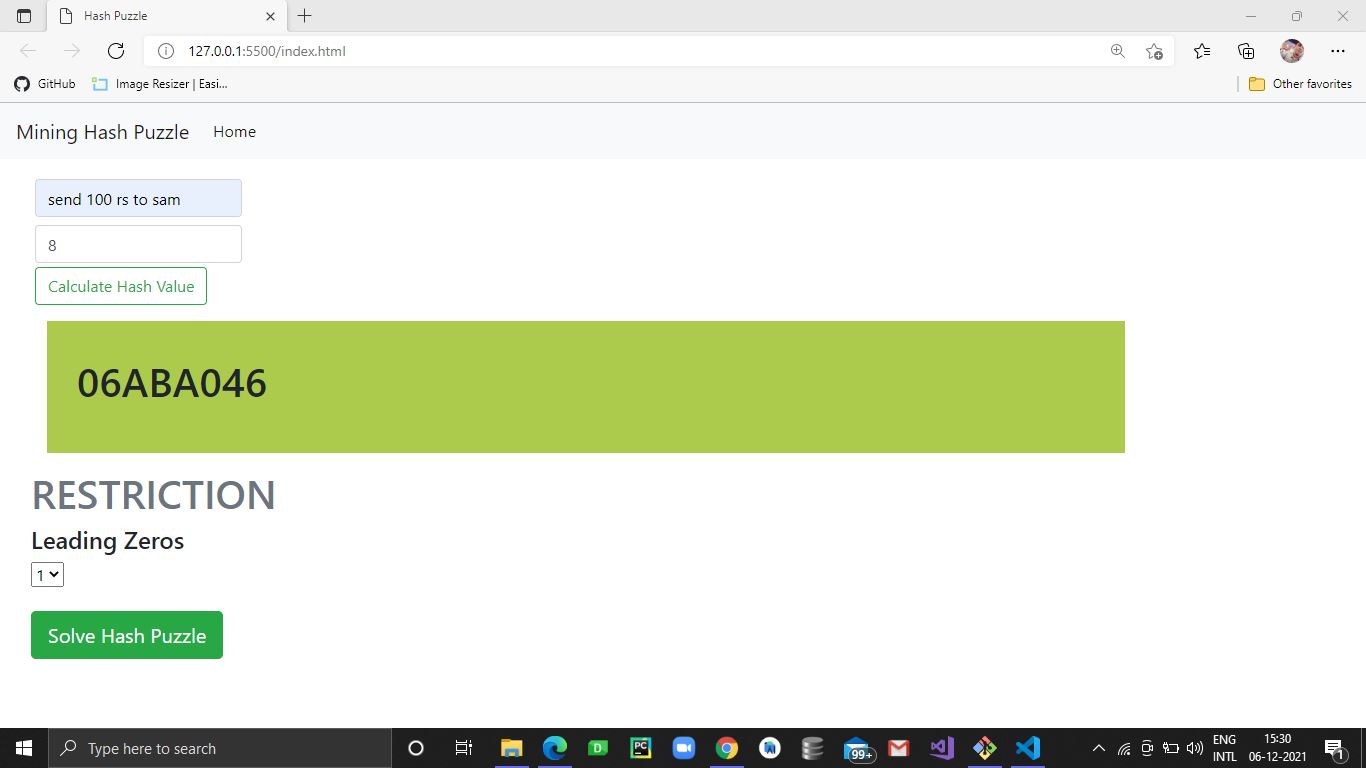 Hash Puzzle
127.0.0.1:5500/index.html
GitHub
Image Resizer | Easi...
Other favorites
Mining Hash Puzzle
Home
send 100 rs to sam
8
Calculate Hash Value
06ABA046
RESTRICTION
Leading Zeros
1
Solve Hash Puzzle
Type here to search
D
PC
99+
ENG
INTL
15:30
06-12-2021
1